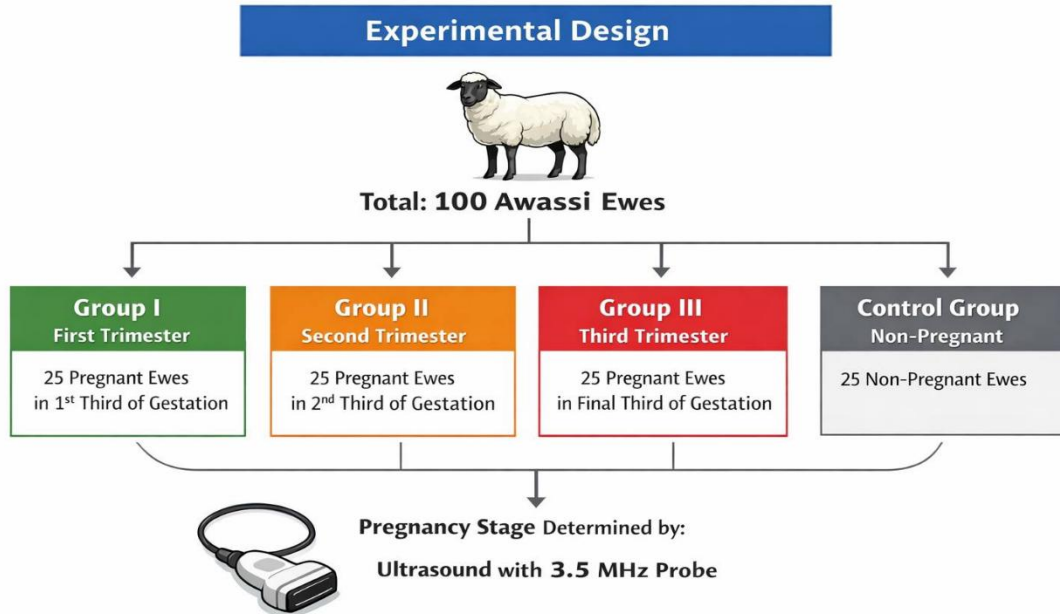 Experimental Design
Total: 100 Awassi Ewes
Group I
First Trimester
25 Pregnant Ewes
in 1st Third of Gestation
Group II
Second Trimester
25 Pregnant Ewes
in 2nd Third of Gestation
Group III
Third Trimester
25 Pregnant Ewes
in Final Third of Gestation
Control Group
Non-Pregnant
25 Non-Pregnant Ewes
Pregnancy Stage Determined by:
Ultrasound with 3.5 MHz Probe